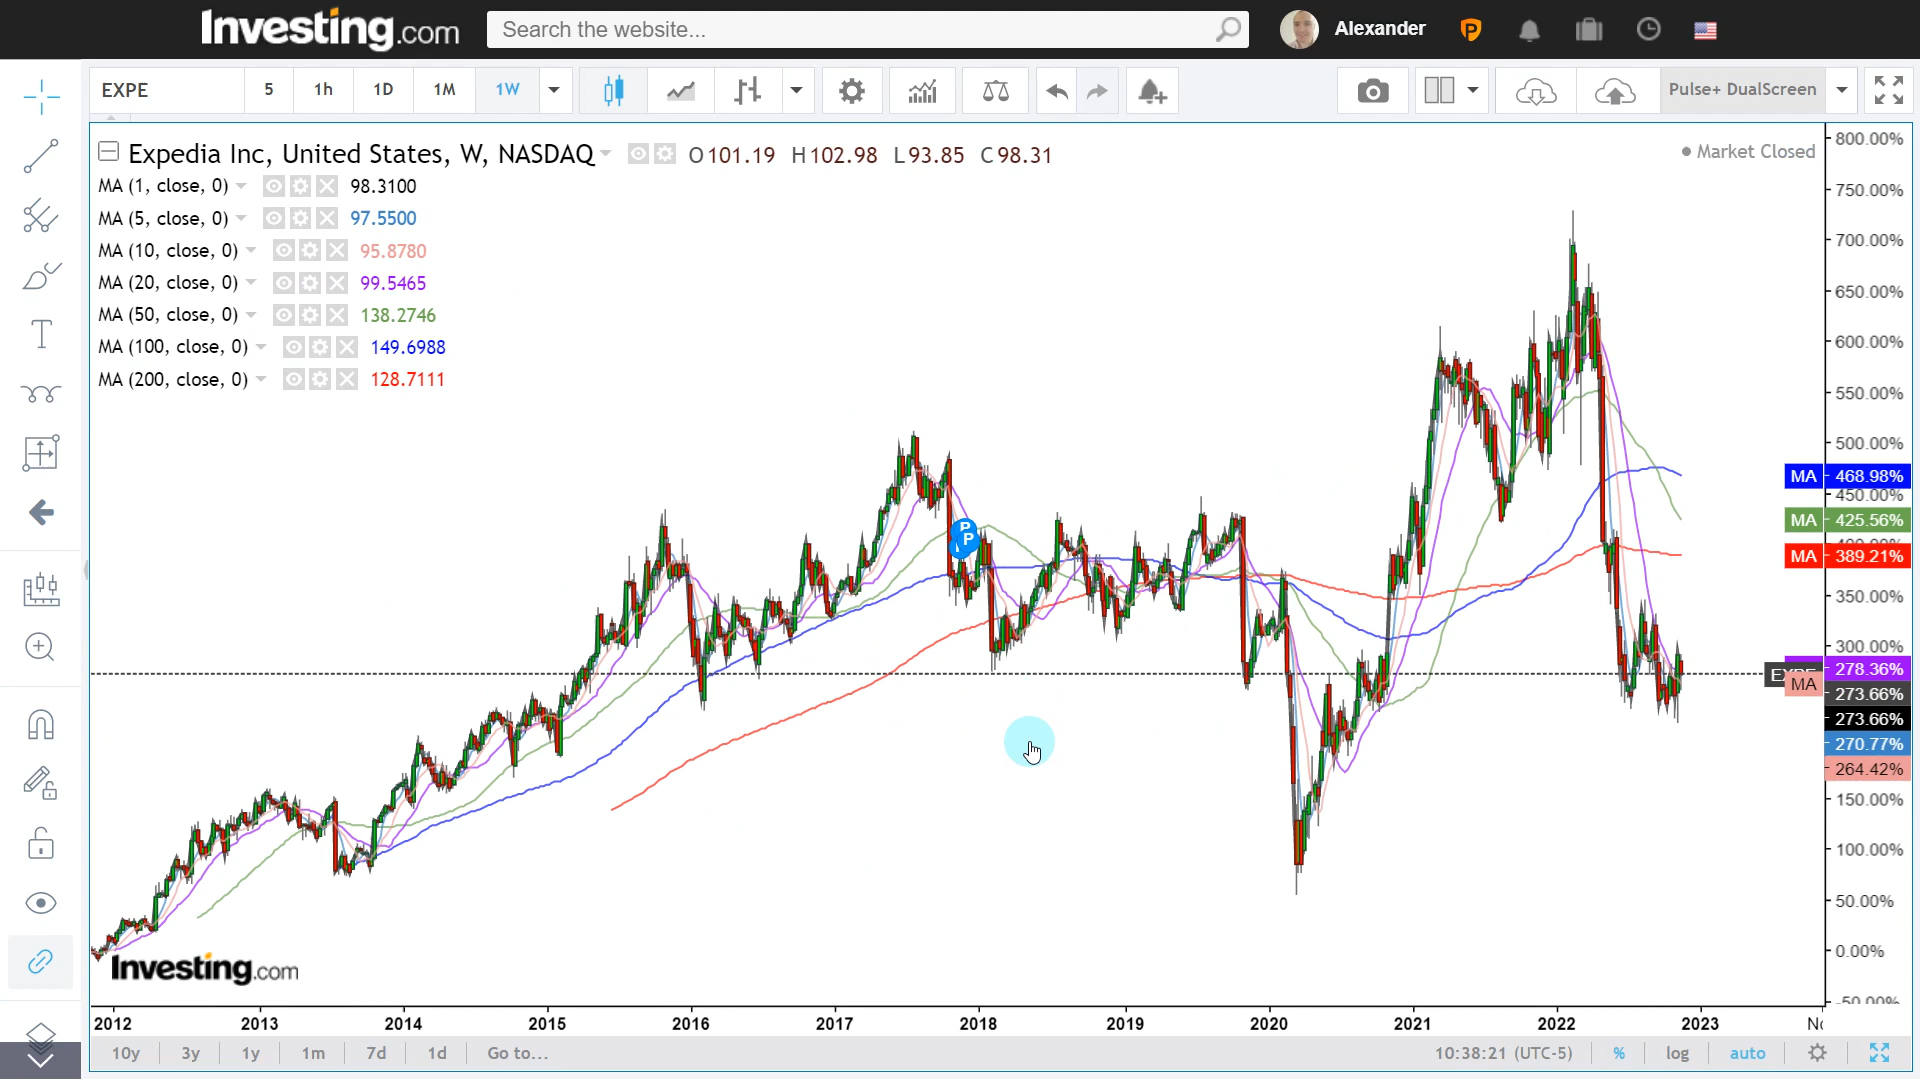 Investing.com
Search the website...
Alexander
EXPE
5 1h 1D 1M 1W
Pulse+ DualScreen
Expedia Inc, United States, W, NASDAQ O101.19 H102.98 L93.85 C98.31
Market Closed
MA (1, close, 0) 98.3100
MA (5, close, 0) 97.5500
MA (10, close, 0) 95.8780
MA (20, close, 0) 99.5465
MA (50, close, 0) 138.2746
MA (100, close, 0) 149.6988
MA (200, close, 0) 128.7111
800.00%
750.00%
700.00%
650.00%
600.00%
550.00%
500.00%
MA 468.98%
450.00%
MA 425.56%
MA 389.21%
350.00%
300.00%
278.36%
MA
273.66%
273.66%
270.77%
264.42%
150.00%
100.00%
50.00%
0.00%
-50.00%
P
P
Investing.com
2012 2013 2014 2015 2016 2017 2018 2019 2020 2021 2022 2023
10y 3y 1y 1m 7d 1d Go to...
10:38:21 (UTC-5) % log auto